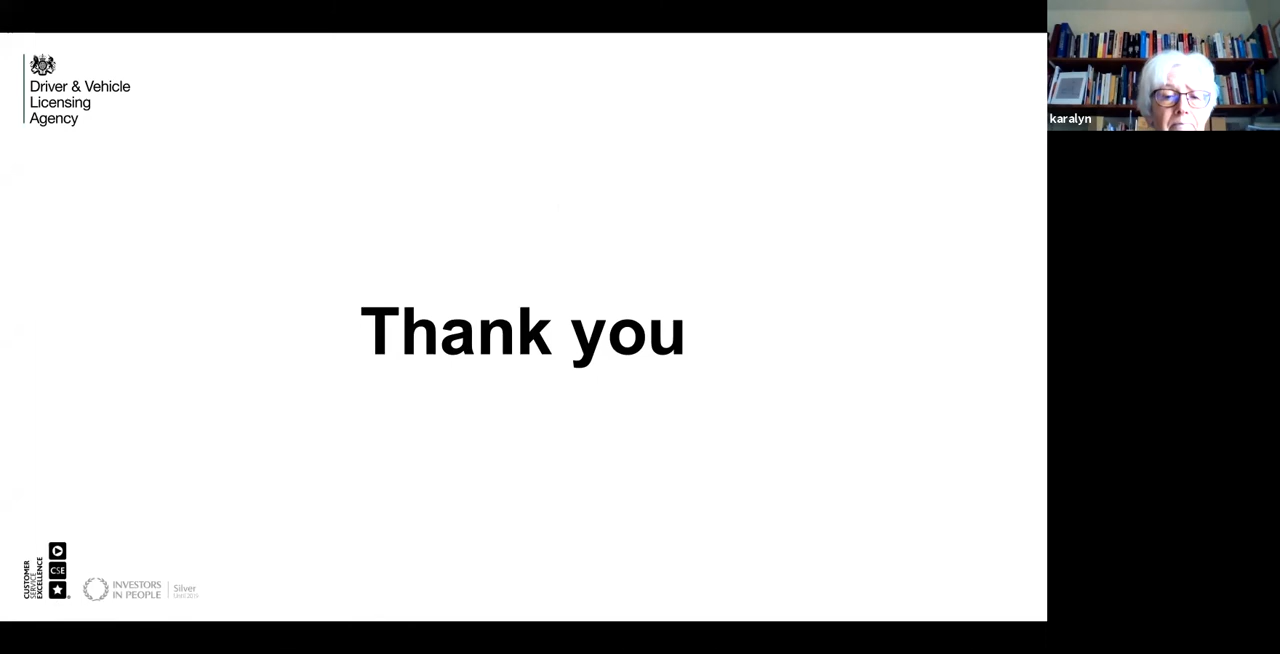 Driver & Vehicle
Licensing
Agency
karalyn
Thank you
CUSTOMER
SERVICE
EXCELLENCE
CSE
INVESTORS
IN PEOPLE
Silver